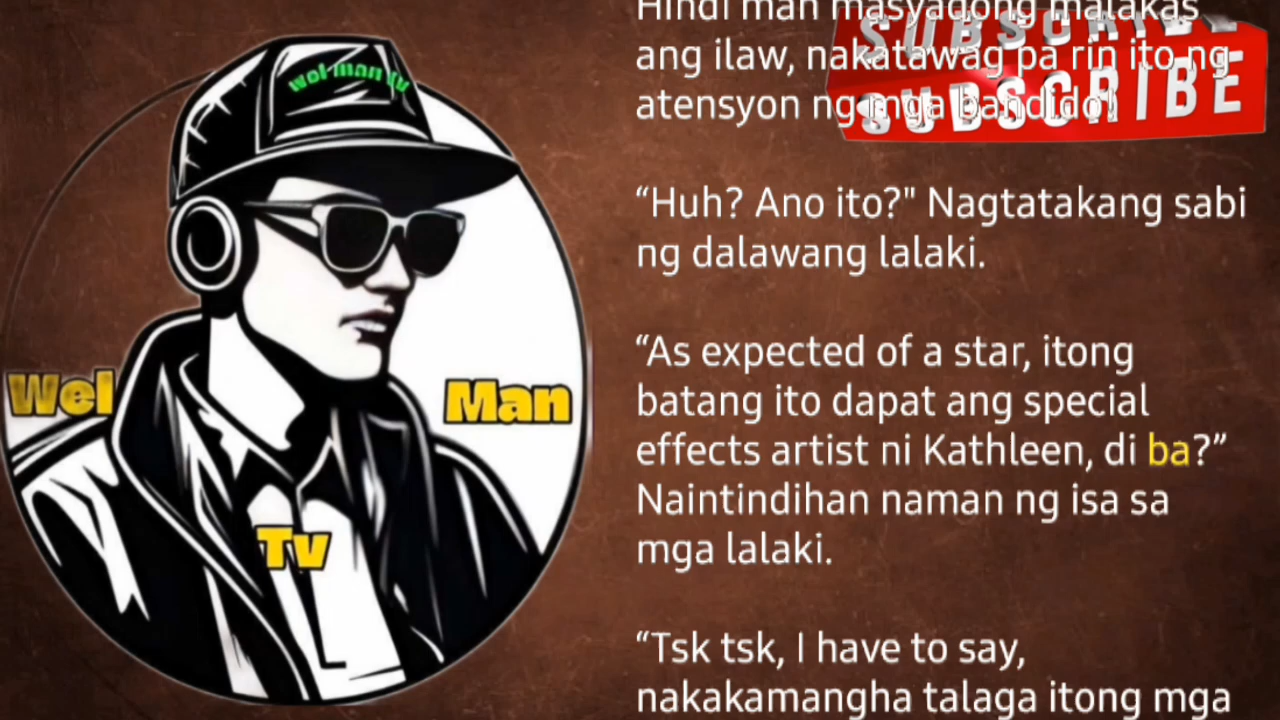 wel man tv
Wel
Man
Tv
SUBSCRIBE
SUBSCRIBE
Hindi man masyadong malakas
ang ilaw, nakatawag pa rin ito ng
atensyon ng mga bandido!
“Huh? Ano ito?" Nagtatakang sabi
ng dalawang lalaki.
“As expected of a star, itong
batang ito dapat ang special
effects artist ni Kathleen, di ba?”
Naintindihan naman ng isa sa
mga lalaki.
“Tsk tsk, I have to say,
nakakamangha talaga itong mga